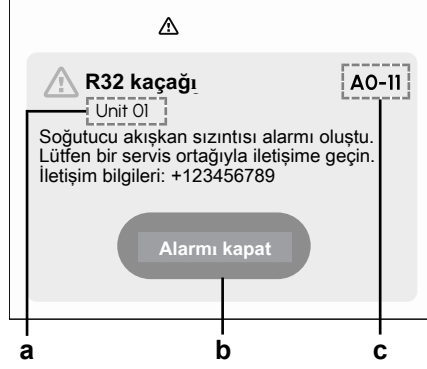 R32 kaçağı
A0-11
Unit 01
Soğutucu akışkan sızıntısı alarmı oluştu.
Lütfen bir servis ortağıyla iletişime geçin.
İletişim bilgileri: +123456789
Alarmı kapat
a b c